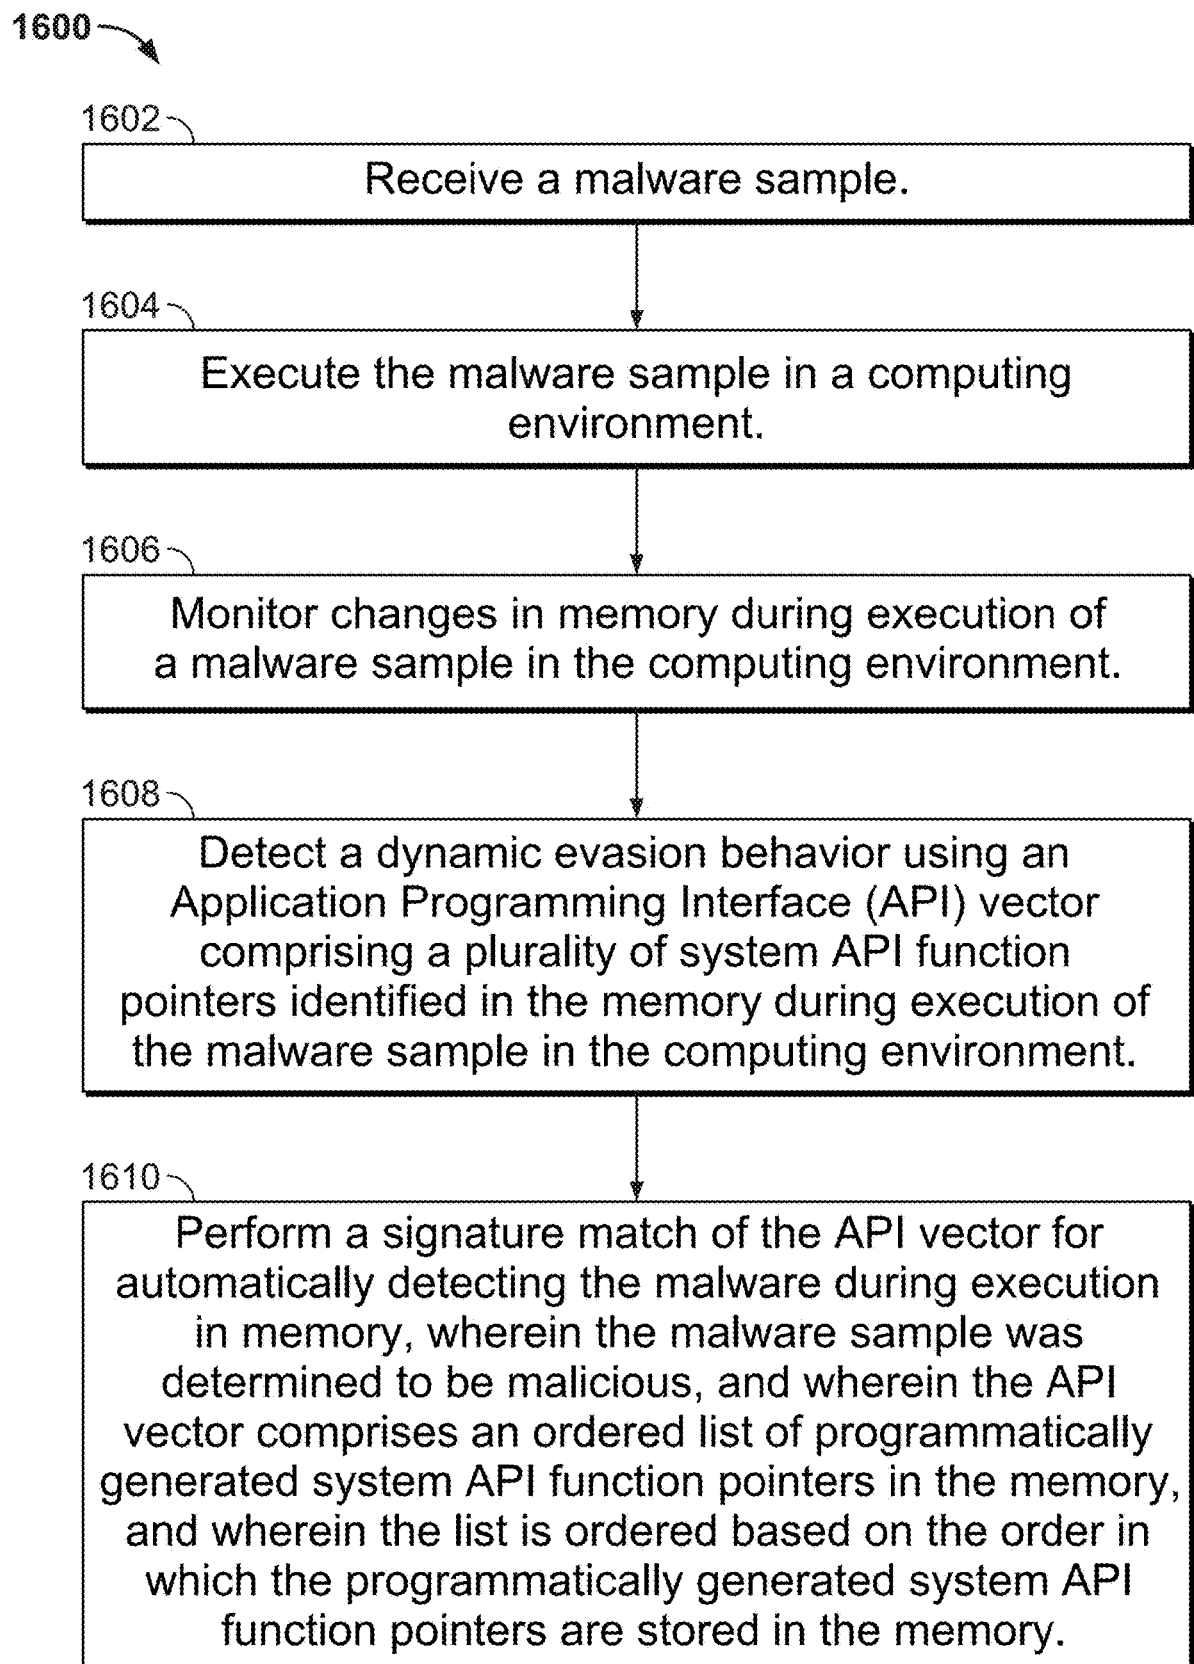 1600
1602
Receive a malware sample.
1604
Execute the malware sample in a computing
environment.
1606
Monitor changes in memory during execution of
a malware sample in the computing environment.
1608
Detect a dynamic evasion behavior using an
Application Programming Interface (API) vector
comprising a plurality of system API function
pointers identified in the memory during execution of
the malware sample in the computing environment.
1610
Perform a signature match of the API vector for
automatically detecting the malware during execution
in memory, wherein the malware sample was
determined to be malicious, and wherein the API
vector comprises an ordered list of programmatically
generated system API function pointers in the memory,
and wherein the list is ordered based on the order in
which the programmatically generated system API
function pointers are stored in the memory.